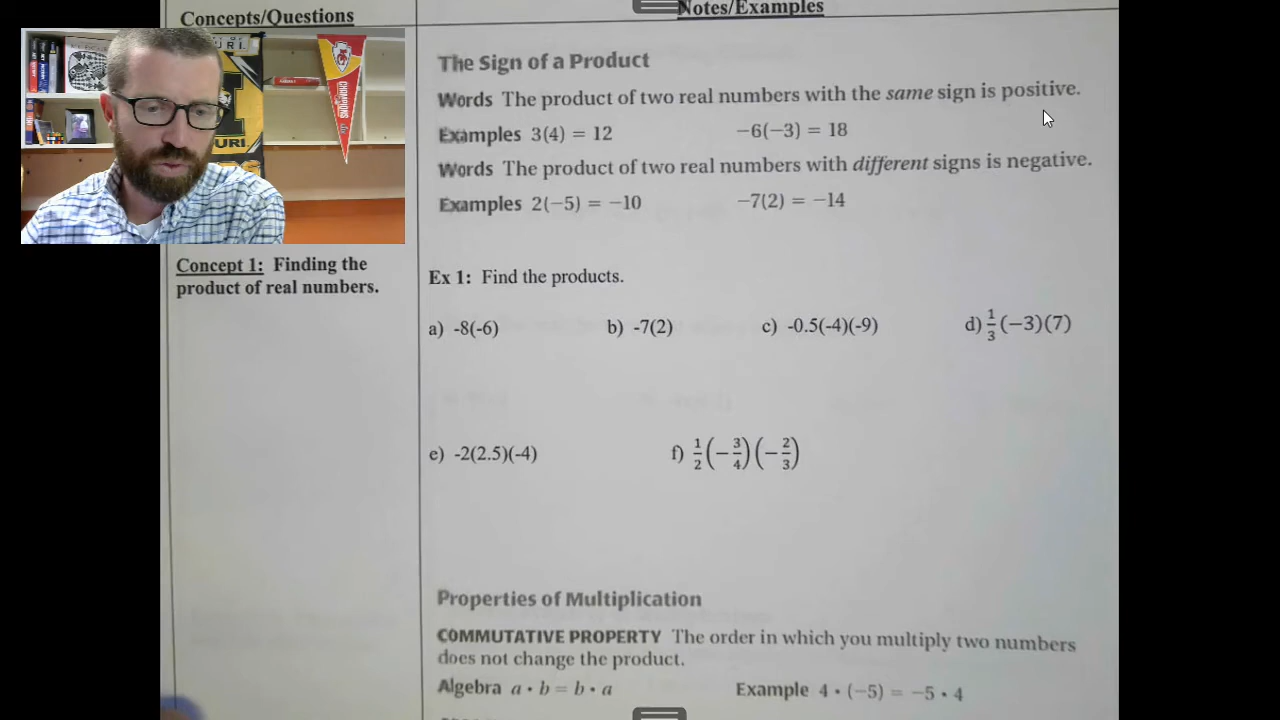 Concepts/Questions
Notes/Examples
URI.
CHIEFS
CHAMPIONS
The Sign of a Product
Words The product of two real numbers with the same sign is positive.
Examples 3(4) = 12 −6(−3) = 18
Words The product of two real numbers with different signs is negative.
Examples 2(−5) = −10 −7(2) = −14
Concept 1: Finding the
product of real numbers.
Ex 1: Find the products.
a) -8(-6) b) -7(2) c) -0.5(-4)(-9) d) 1/3(−3)(7)
e) -2(2.5)(-4) f) 1/2(−3/4)(−2/3)
Properties of Multiplication
COMMUTATIVE PROPERTY The order in which you multiply two numbers
does not change the product.
Algebra a • b = b • a Example 4 • (−5) = −5 • 4